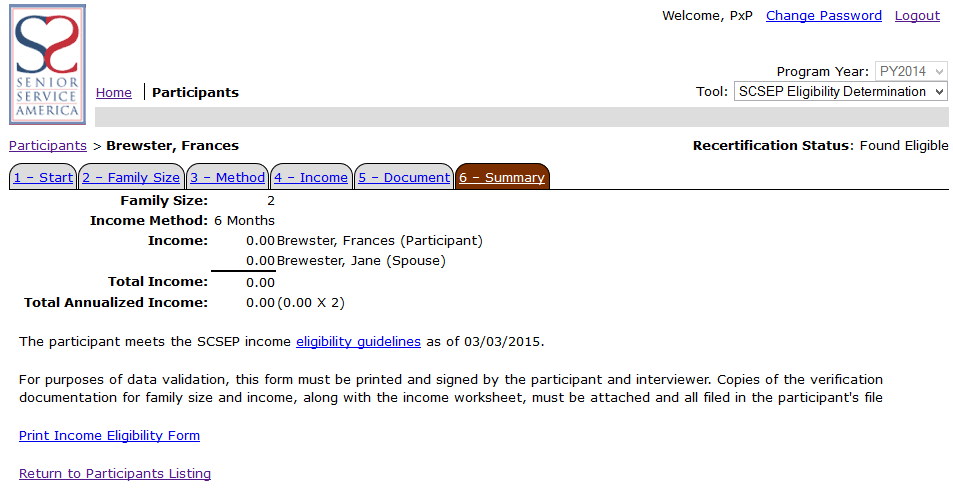 Welcome, PxP Change Password Logout
SENIOR
SERVICE
AMERICA
Program Year: PY2014
Home Participants
Tool: SCSEP Eligibility Determination
Participants > Brewster, Frances
Recertification Status: Found Eligible
1 – Start 2 – Family Size 3 – Method 4 – Income 5 – Document 6 – Summary
Family Size: 2
Income Method: 6 Months
Income: 0.00 Brewster, Frances (Participant)
0.00 Brewester, Jane (Spouse)
Total Income: 0.00
Total Annualized Income: 0.00 (0.00 X 2)
The participant meets the SCSEP income eligibility guidelines as of 03/03/2015.
For purposes of data validation, this form must be printed and signed by the participant and interviewer. Copies of the verification
documentation for family size and income, along with the income worksheet, must be attached and all filed in the participant's file
Print Income Eligibility Form
Return to Participants Listing